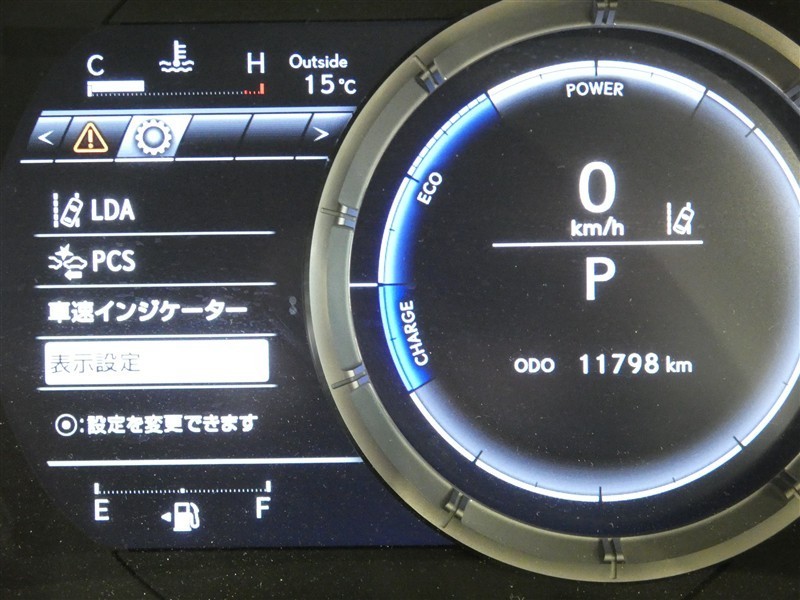 C H
Outside
15℃
< >
LDA
PCS
車速インジケーター
表示設定
◎:設定を変更できます
E F
POWER
ECO
CHARGE
0
km/h
P
ODO 11798 km